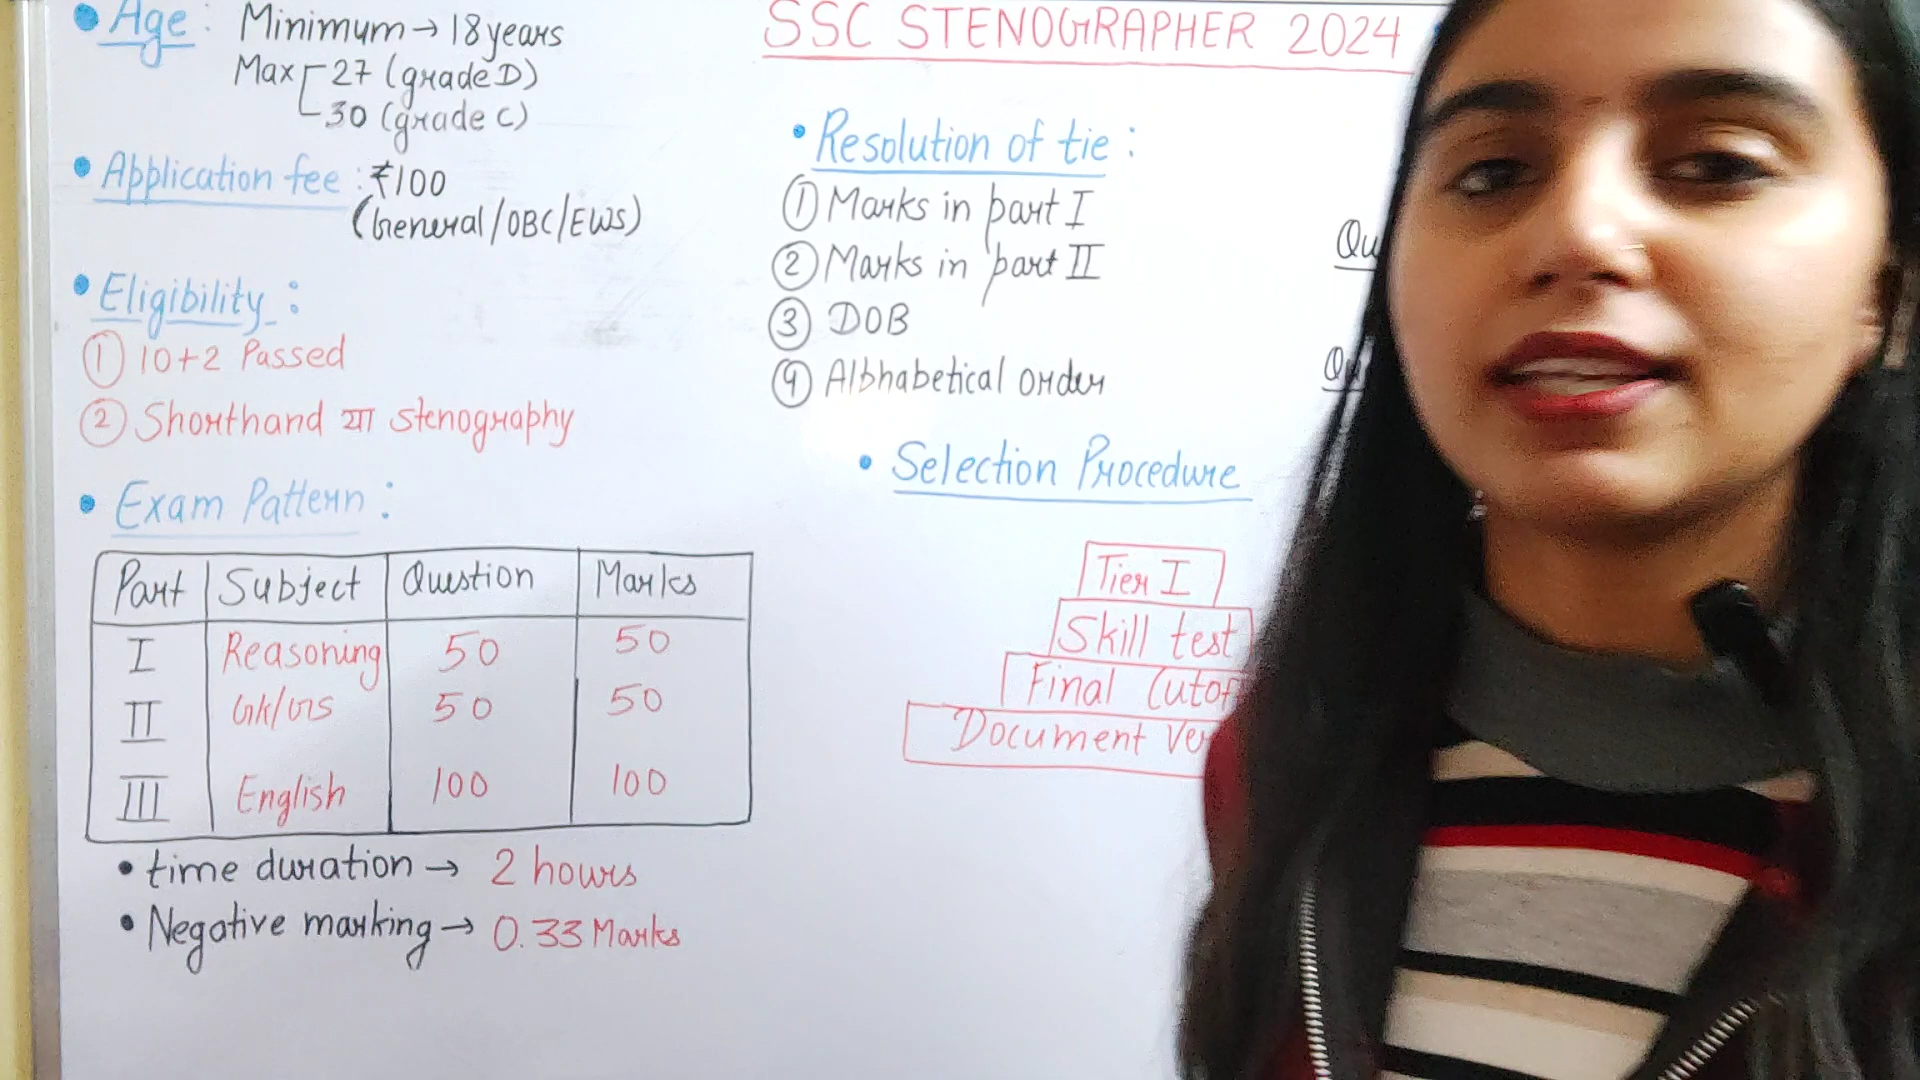 SSC STENOGRAPHER 2024
• Age : Minimum → 18 years
Max 27 (grade D)
30 (grade C)
• Application fee : ₹100
(General/OBC/EWS)
• Eligibility :
① 10+2 Passed
② Shorthand या stenography
• Exam Pattern :
Part Subject Question Marks
I Reasoning 50 50
II GK/GS 50 50
III English 100 100
• time duration → 2 hours
• Negative marking → 0.33 Marks
• Resolution of tie :
① Marks in part I
② Marks in part II
③ DOB
④ Alphabetical order
• Selection Procedure
Tier I
Skill test
Final
Document